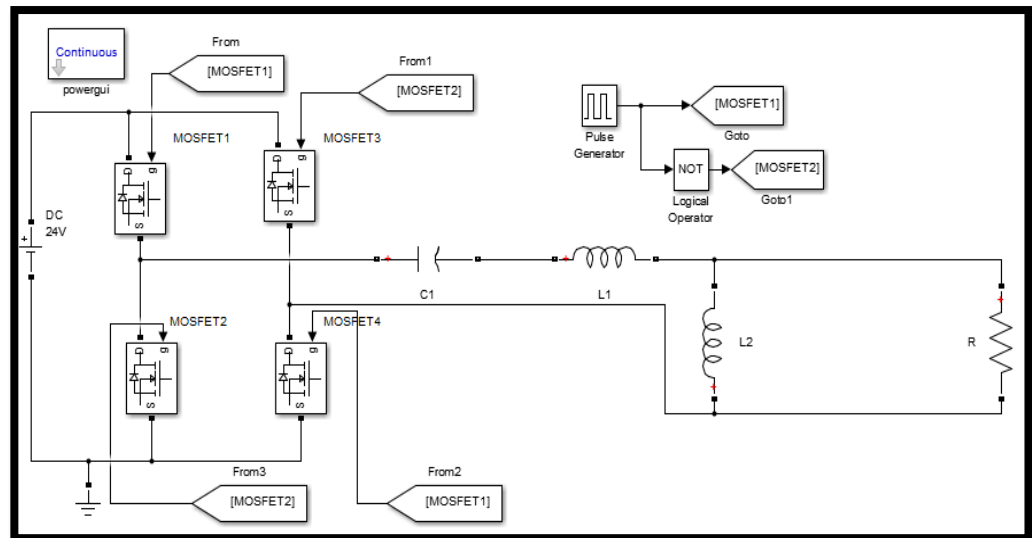 Continuous
powergui
From
[MOSFET1]
From1
[MOSFET2]
MOSFET1
MOSFET3
D
g
S
D
g
S
DC
24V
+
Pulse
Generator
[MOSFET1]
Goto
NOT
Logical
Operator
[MOSFET2]
Goto1
+
C1
+
L1
MOSFET2
MOSFET4
D
g
S
D
g
S
L2
+
R
+
From3
[MOSFET2]
From2
[MOSFET1]